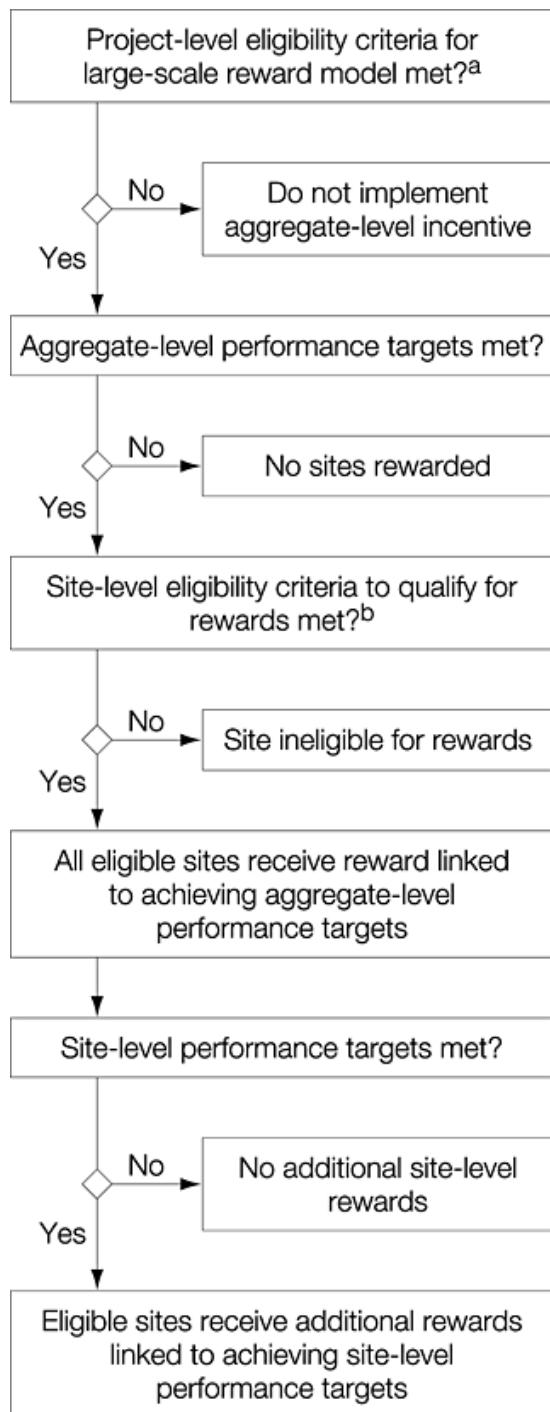 Project-level eligibility criteria for
large-scale reward model met?a
No
Do not implement
aggregate-level incentive
Yes
Aggregate-level performance targets met?
No
No sites rewarded
Yes
Site-level eligibility criteria to qualify for
rewards met?b
No
Site ineligible for rewards
Yes
All eligible sites receive reward linked
to achieving aggregate-level
performance targets
Site-level performance targets met?
No
No additional site-level
rewards
Yes
Eligible sites receive additional rewards
linked to achieving site-level
performance targets